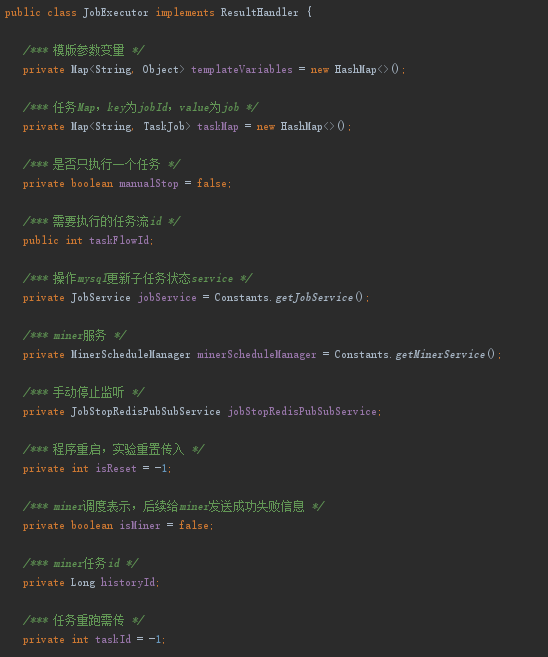 public class JobExecutor implements ResultHandler {
/*** 模版参数变量 */
private Map<String, Object> templateVariables = new HashMap<>();
/*** 任务Map，key为jobId，value为job */
private Map<String, TaskJob> taskMap = new HashMap<>();
/*** 是否只执行一个任务 */
private boolean manualStop = false;
/*** 需要执行的任务流id */
public int taskFlowId;
/*** 操作mysql更新子任务状态service */
private JobService jobService = Constants.getJobService();
/*** miner服务 */
private MinerScheduleManager minerScheduleManager = Constants.getMinerService();
/*** 手动停止监听 */
private JobStopRedisPubSubService jobStopRedisPubSubService;
/*** 程序重启，实验重置传入 */
private int isReset = -1;
/*** miner调度表示，后续给miner发送成功失败信息 */
private boolean isMiner = false;
/*** miner任务id */
private Long historyId;
/*** 任务重跑需传 */
private int taskId = -1;